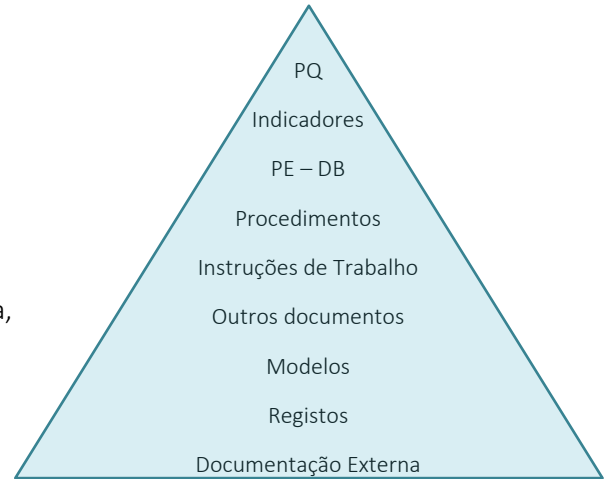 PQ
Indicadores
PE – DB
Procedimentos
Instruções de Trabalho
Outros documentos
a,
Modelos
Registos
Documentação Externa